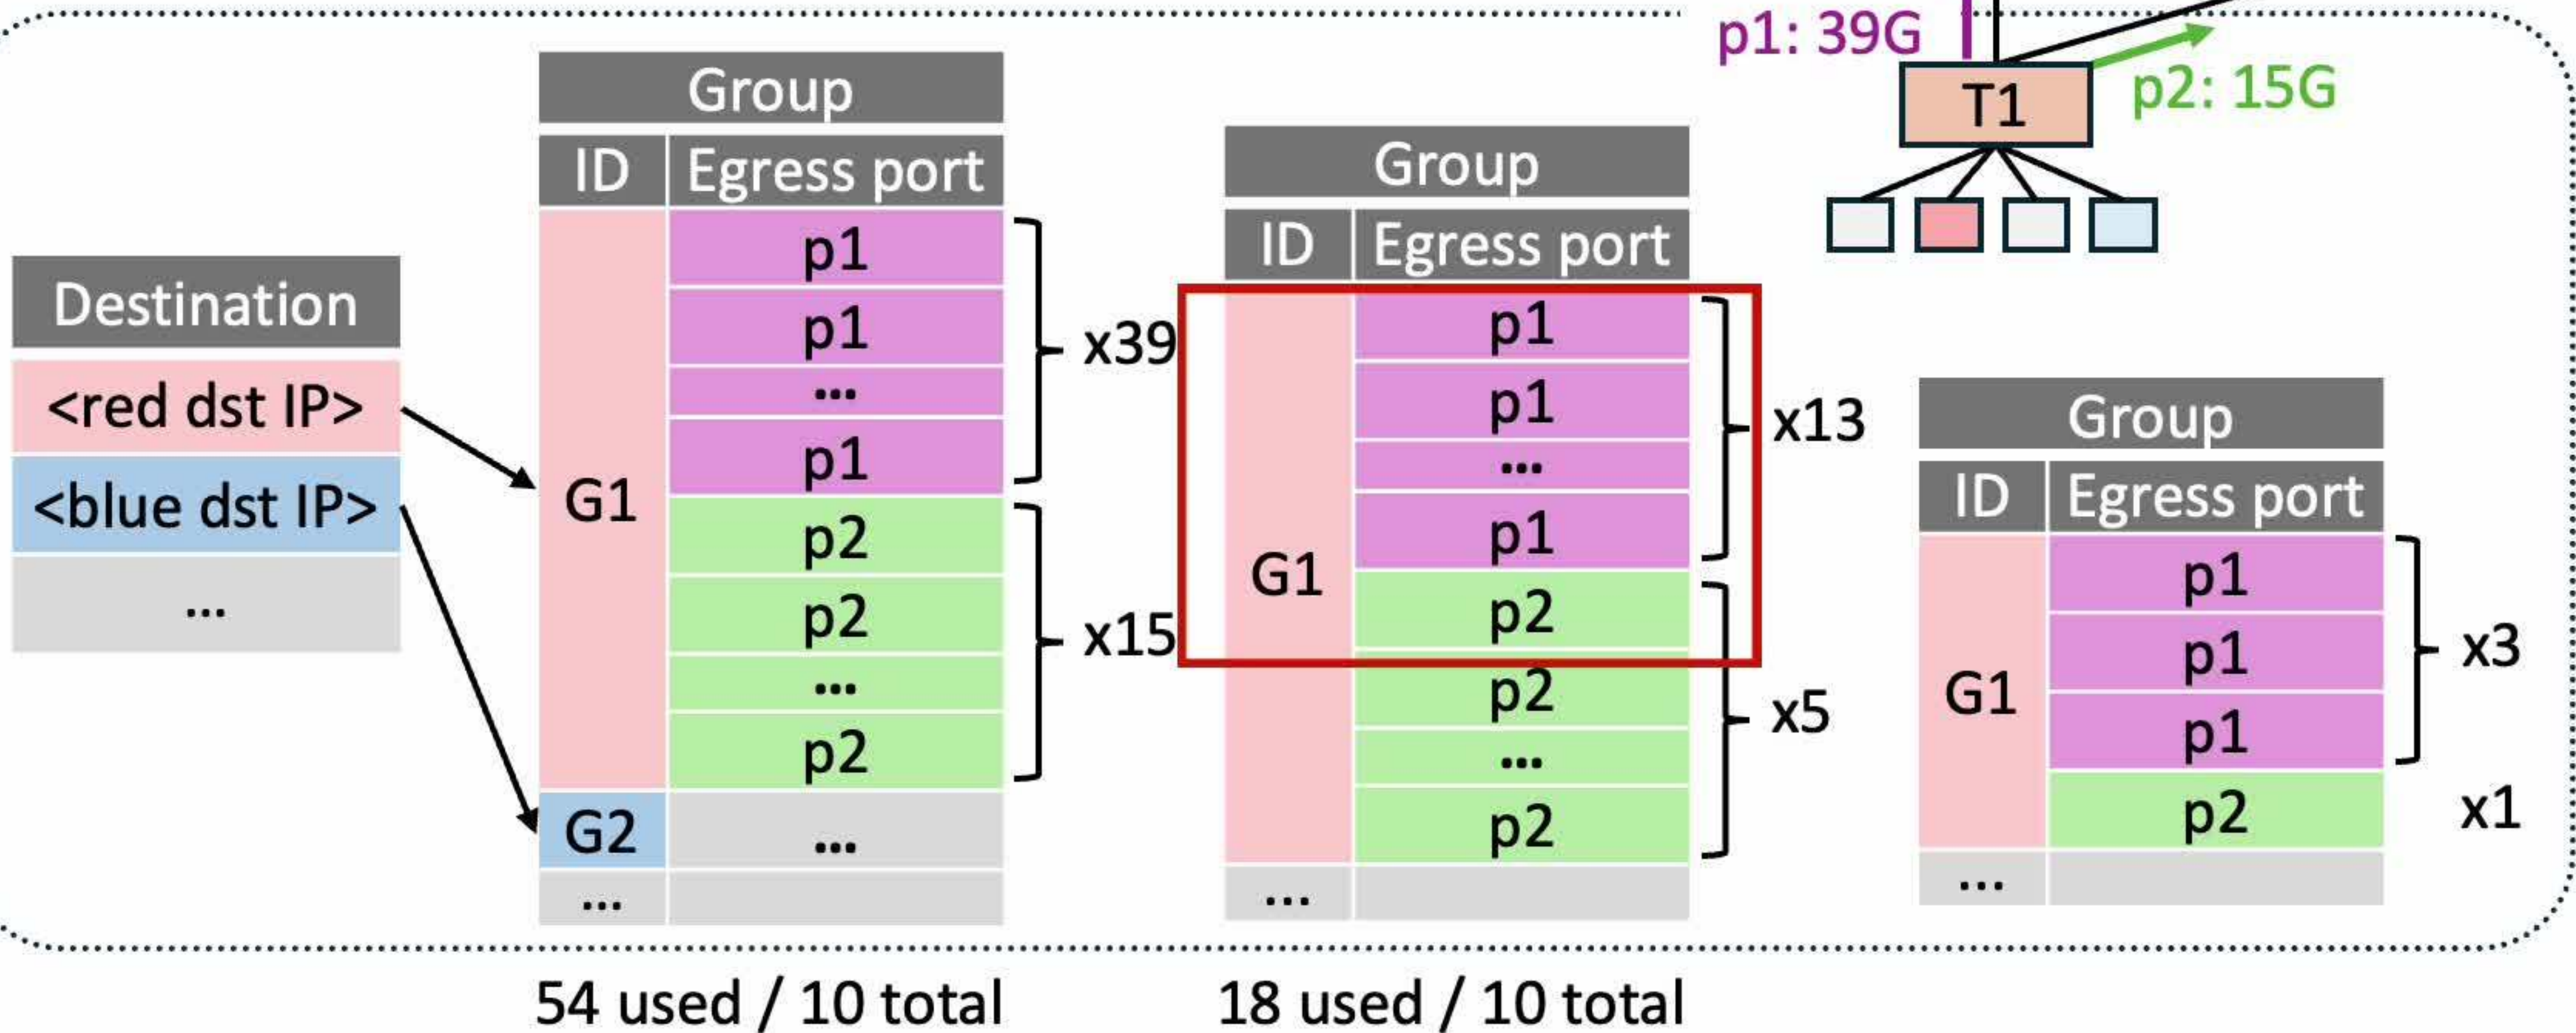 p1: 39G
T1
p2: 15G
Destination
<red dst IP>
<blue dst IP>
...
Group
ID Egress port
G1
p1
p1
...
p1
p2
p2
...
p2
G2 ...
...
x39
x15
54 used / 10 total
Group
ID Egress port
G1
p1
p1
...
p1
p2
p2
...
p2
...
x13
x5
18 used / 10 total
Group
ID Egress port
G1
p1
p1
p1
p2
...
x3
x1